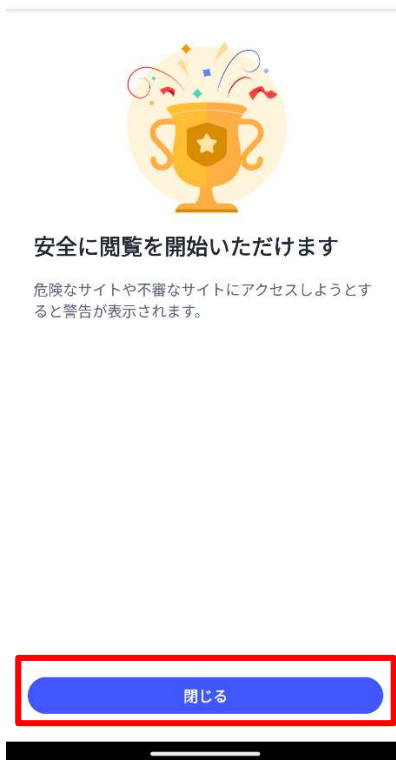 安全に閲覧を開始いただけます
危険なサイトや不審なサイトにアクセスしようとす
ると警告が表示されます。
閉じる